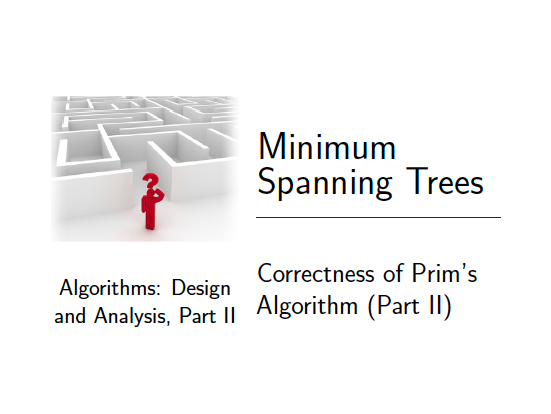 Minimum
Spanning Trees
Algorithms: Design
and Analysis, Part II
Correctness of Prim's
Algorithm (Part II)
?